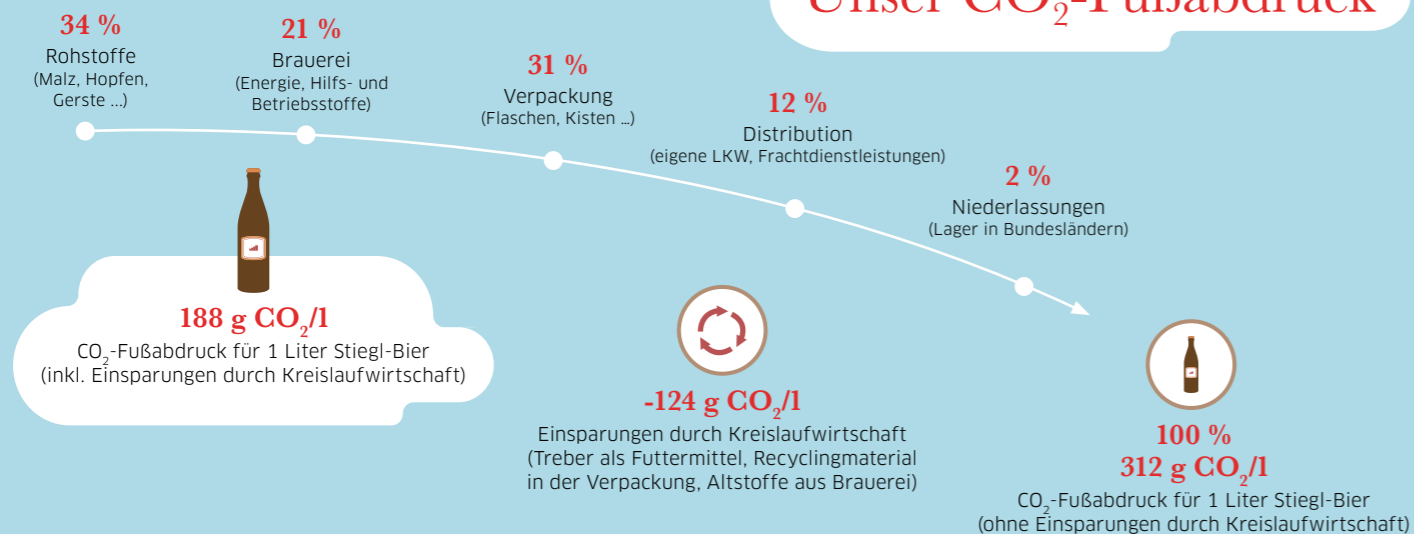 Unser CO₂-Fußabdruck
34 %
Rohstoffe
(Malz, Hopfen,
Gerste ...)
21 %
Brauerei
(Energie, Hilfs- und
Betriebsstoffe)
31 %
Verpackung
(Flaschen, Kisten ...)
12 %
Distribution
(eigene LKW, Frachtdienstleistungen)
2 %
Niederlassungen
(Lager in Bundesländern)
188 g CO₂/l
CO₂-Fußabdruck für 1 Liter Stiegl-Bier
(inkl. Einsparungen durch Kreislaufwirtschaft)
-124 g CO₂/l
Einsparungen durch Kreislaufwirtschaft
(Treber als Futtermittel, Recyclingmaterial
in der Verpackung, Altstoffe aus Brauerei)
100 %
312 g CO₂/l
CO₂-Fußabdruck für 1 Liter Stiegl-Bier
(ohne Einsparungen durch Kreislaufwirtschaft)